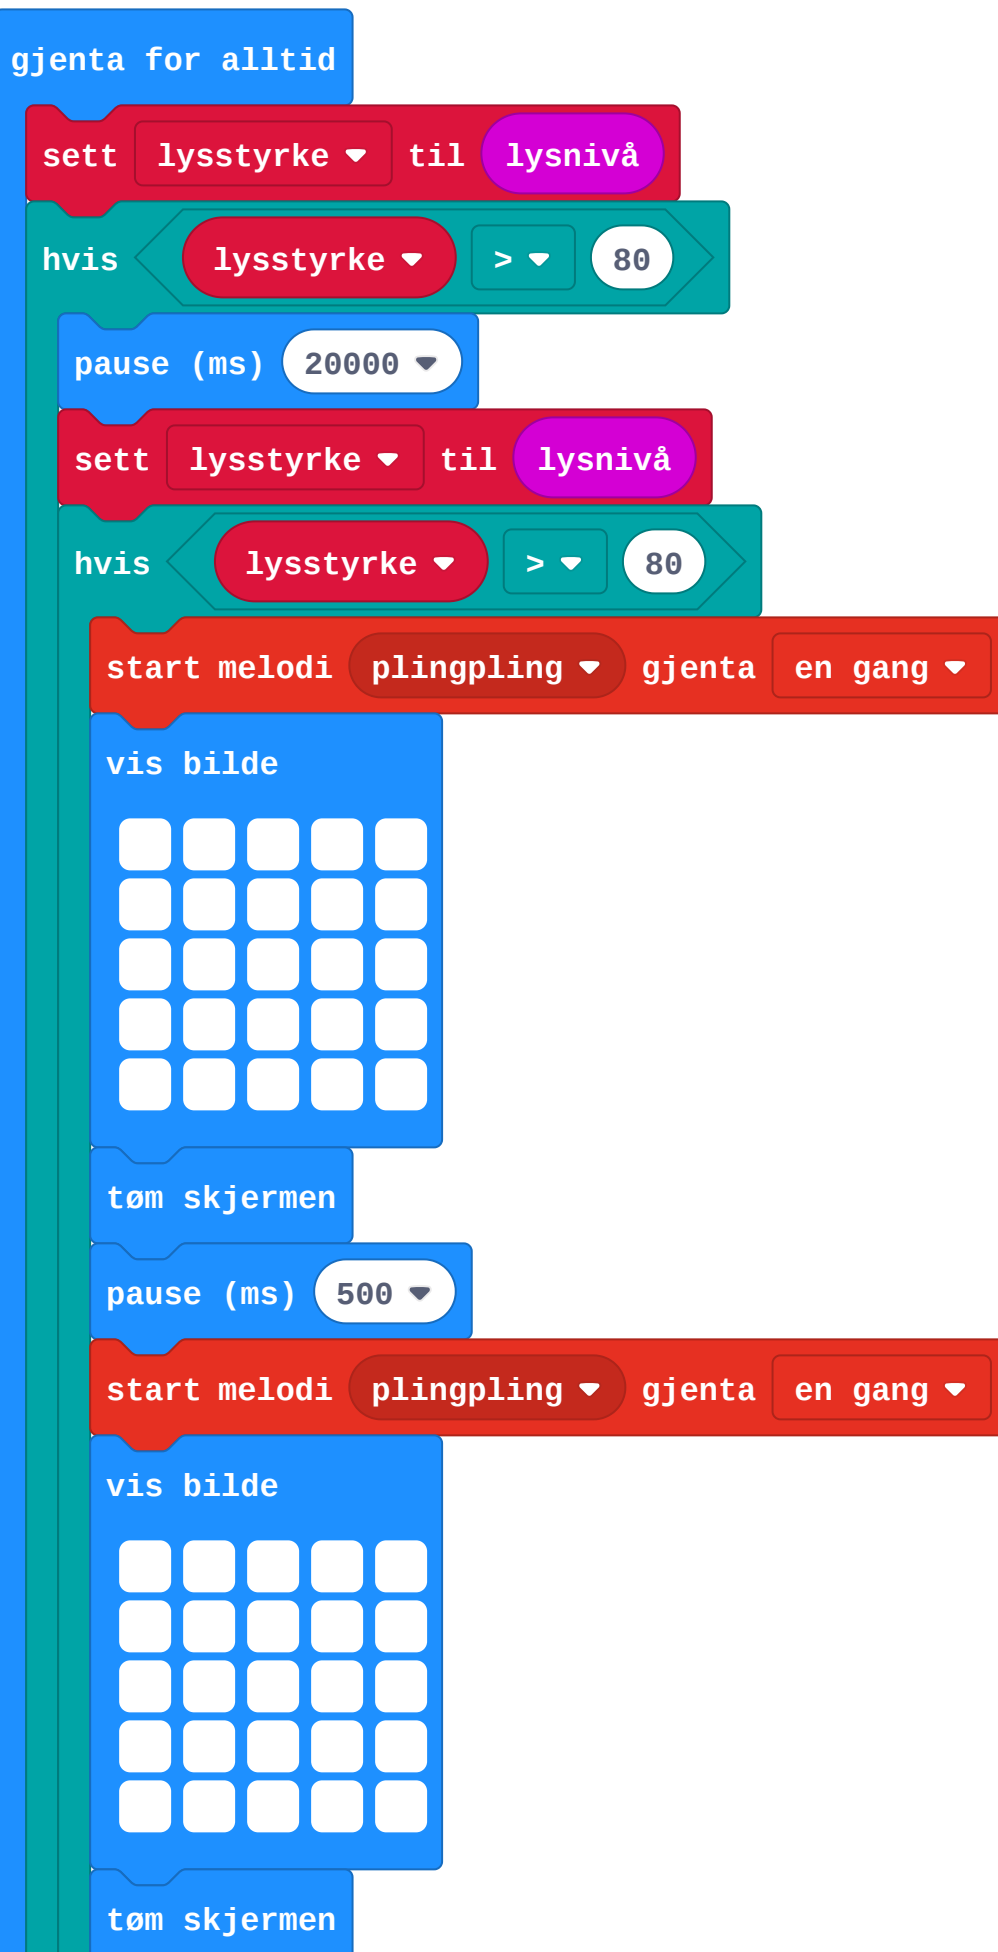 gjenta for alltid
sett lysstyrke til lysnivå
hvis lysstyrke > 80
pause (ms) 20000
sett lysstyrke til lysnivå
hvis lysstyrke > 80
start melodi plingpling gjenta en gang
vis bilde
tøm skjermen
pause (ms) 500
start melodi plingpling gjenta en gang
vis bilde
tøm skjermen